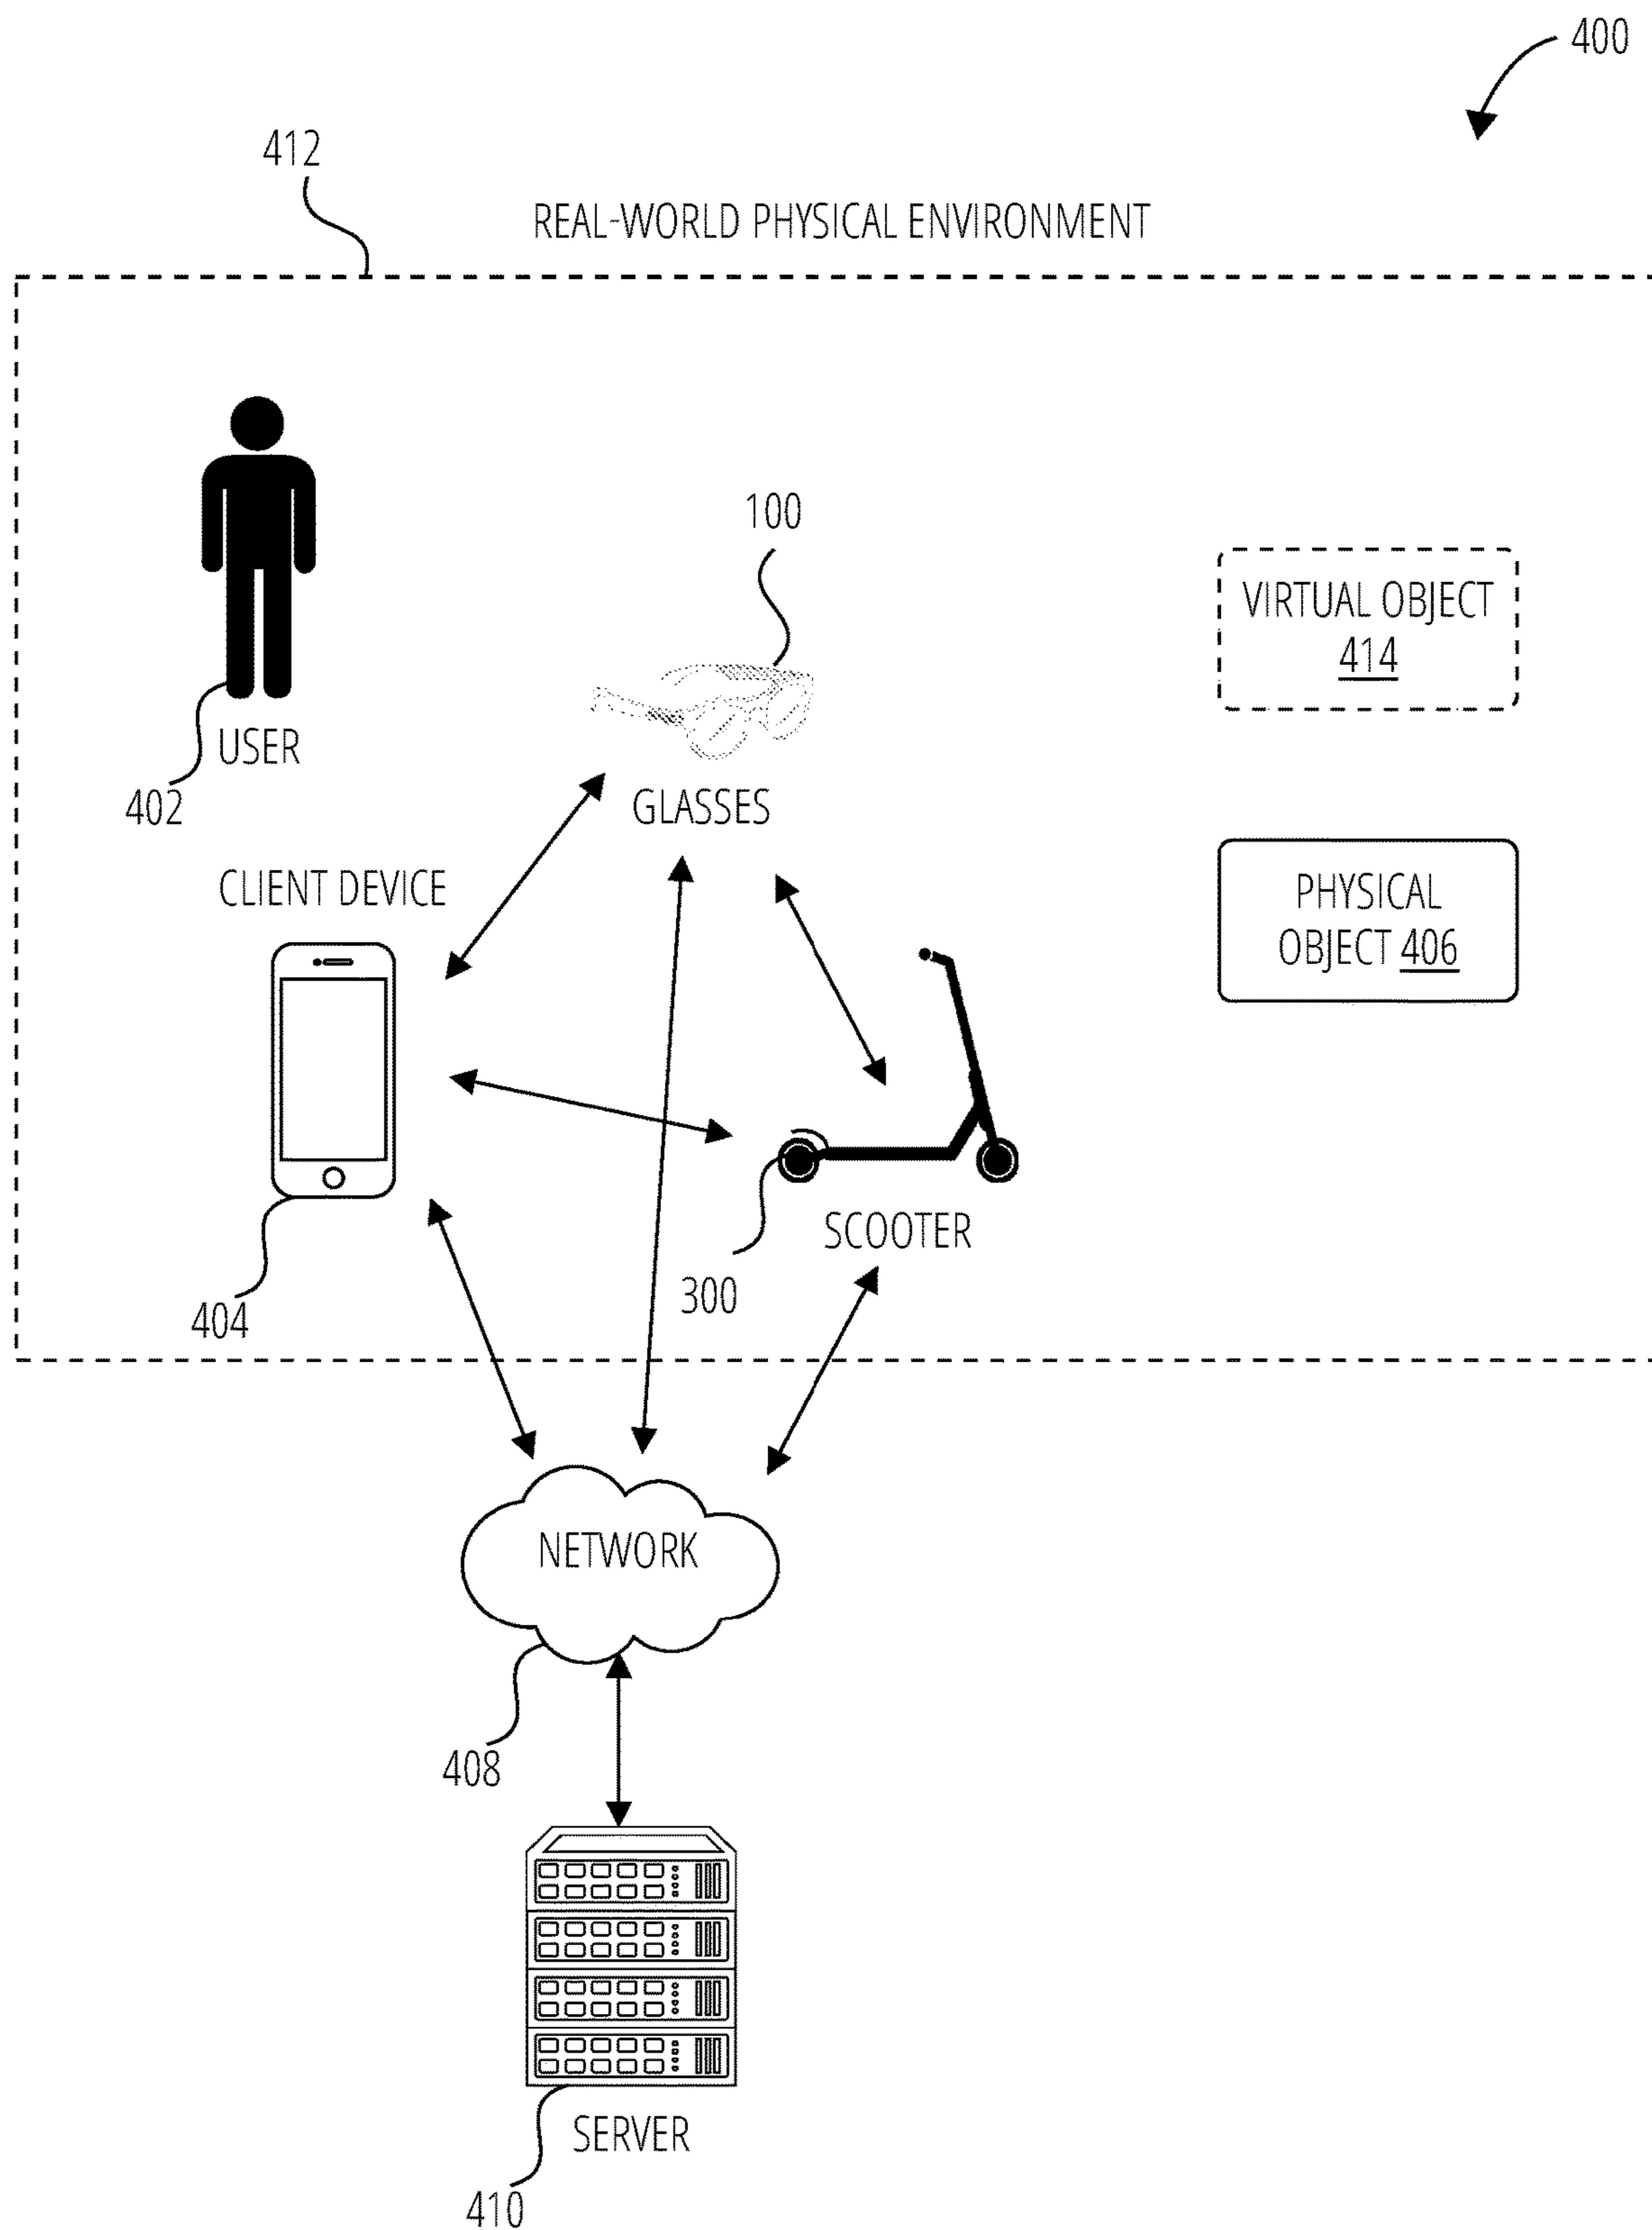 400
412
REAL-WORLD PHYSICAL ENVIRONMENT
100
VIRTUAL OBJECT
414
USER
402
GLASSES
CLIENT DEVICE
PHYSICAL
OBJECT 406
SCOOTER
300
404
NETWORK
408
SERVER
410